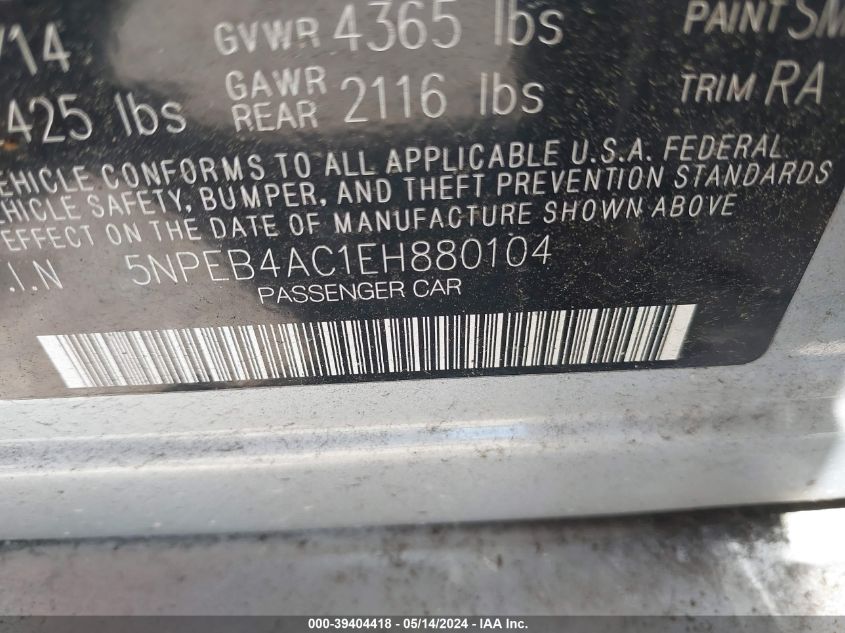 /14 GVWR 4365 lbs PAINT SM
425 lbs GAWR REAR 2116 lbs TRIM RA
EHICLE CONFORMS TO ALL APPLICABLE U.S.A. FEDERAL
EHICLE SAFETY, BUMPER, AND THEFT PREVENTION STANDARDS
EFFECT ON THE DATE OF MANUFACTURE SHOWN ABOVE
.I.N 5NPEB4AC1EH880104
PASSENGER CAR
000-39404418 - 05/14/2024 - IAA Inc.